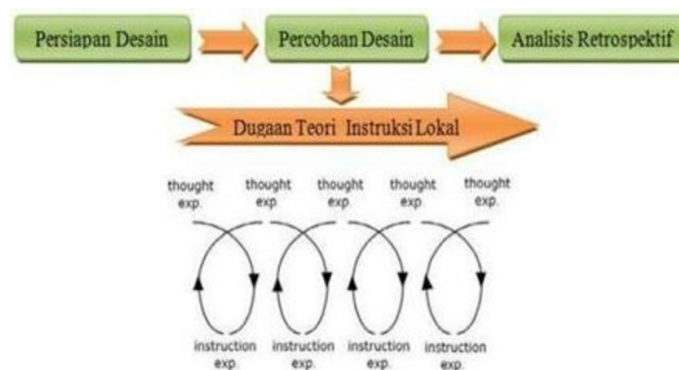 Persiapan Desain
Percobaan Desain
Analisis Retrospektif
Dugaan Teori Instruksi Lokal
thought exp.
thought exp.
thought exp.
thought exp.
thought exp.
instruction exp.
instruction exp.
instruction exp.
instruction exp.